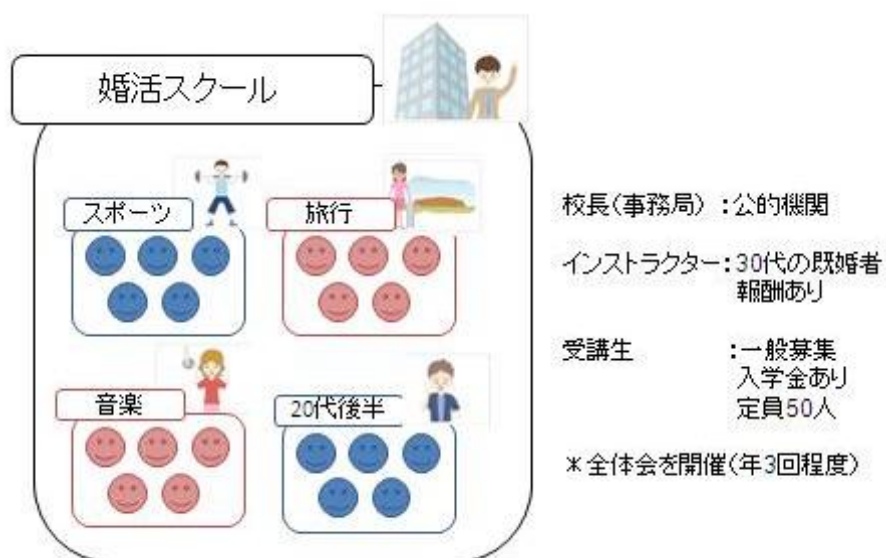 婚活スクール
スポーツ
旅行
音楽
20代後半
校長(事務局) :公的機関
インストラクター:30代の既婚者
報酬あり
受講生 :一般募集
入学金あり
定員50人
*全体会を開催(年3回程度)